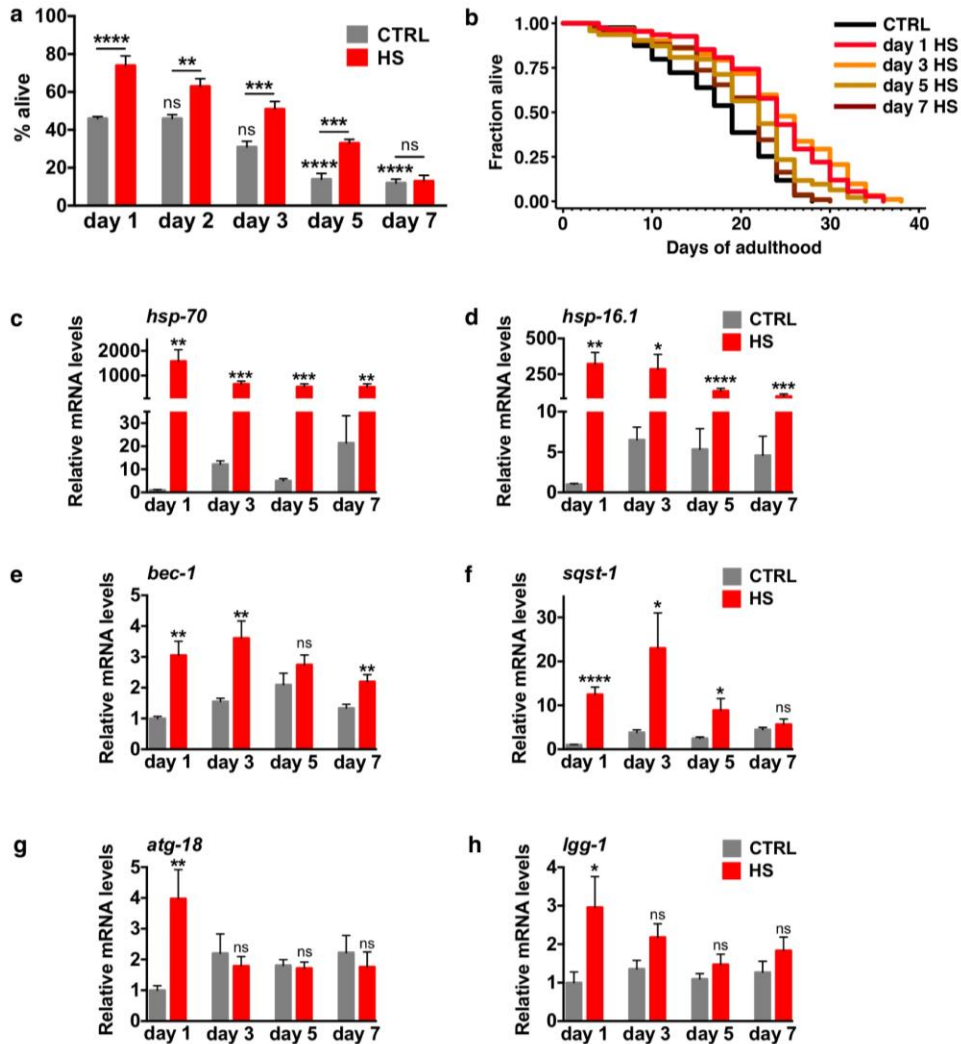 a
% alive
100
80
60
40
20
0
**** ** *** *** ns
ns ns **** ****
CTRL
HS
day 1 day 2 day 3 day 5 day 7
b
Fraction alive
1.00
0.75
0.50
0.25
0.00
0 10 20 30 40
Days of adulthood
CTRL
day 1 HS
day 3 HS
day 5 HS
day 7 HS
c
hsp-70
Relative mRNA levels
2000
1000
30
20
10
0
** *** *** **
day 1 day 3 day 5 day 7
d
hsp-16.1
CTRL
HS
Relative mRNA levels
500
250
10
5
0
** * **** ***
day 1 day 3 day 5 day 7
e
bec-1
Relative mRNA levels
5
4
3
2
1
0
** ** ns **
day 1 day 3 day 5 day 7
f
sqst-1
CTRL
HS
Relative mRNA levels
30
20
10
0
**** * * ns
day 1 day 3 day 5 day 7
g
atg-18
Relative mRNA levels
5
4
3
2
1
0
** ns ns ns
day 1 day 3 day 5 day 7
h
lgg-1
CTRL
HS
Relative mRNA levels
4
3
2
1
0
* ns ns ns
day 1 day 3 day 5 day 7